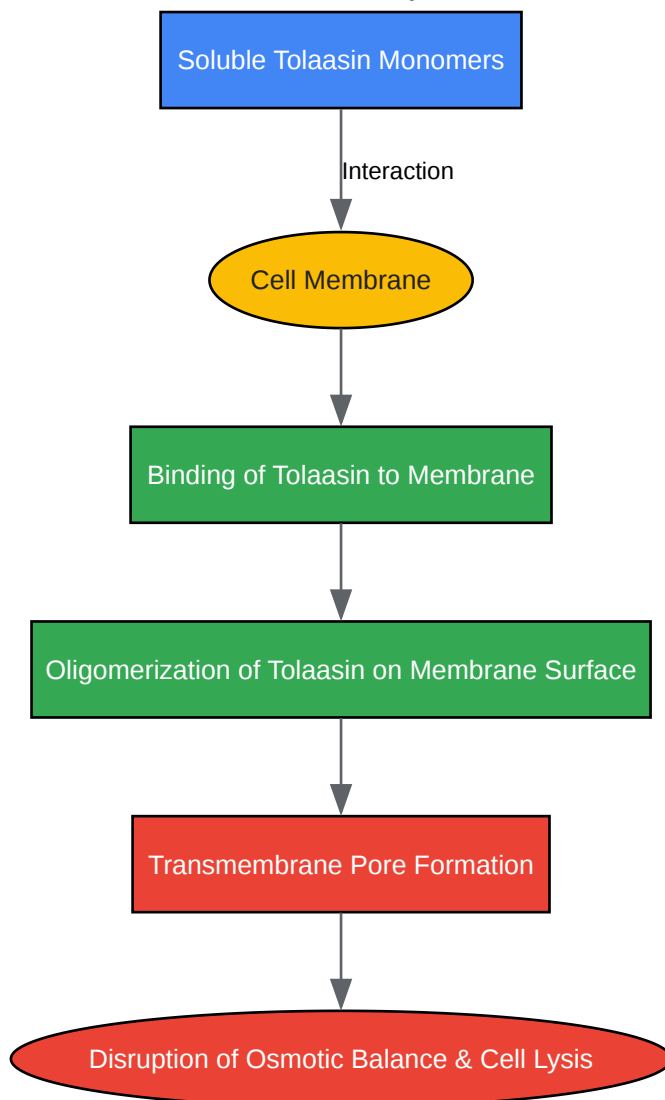 Soluble Tolaasin Monomers
Interaction
Cell Membrane
Binding of Tolaasin to Membrane
Oligomerization of Tolaasin on Membrane Surface
Transmembrane Pore Formation
Disruption of Osmotic Balance & Cell Lysis